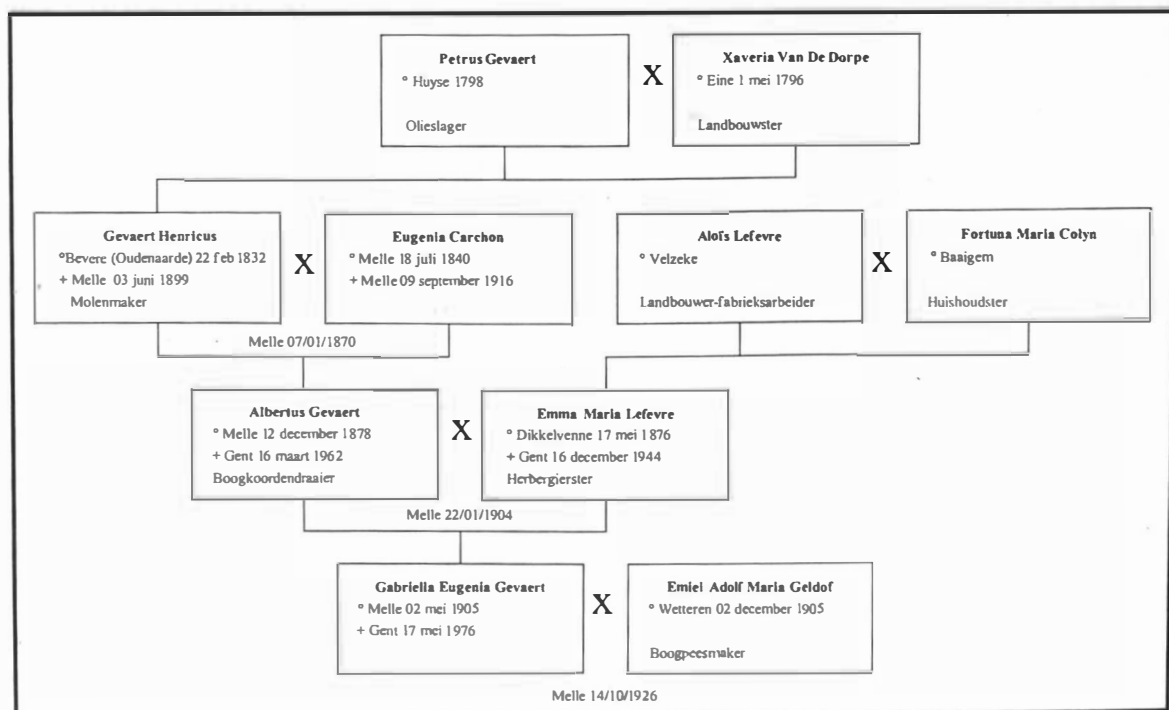 Petrus Gevaert
° Huyse 1798
Olieslager
X
Xaveria Van De Dorpe
° Eine 1 mei 1796
Landbouwster
Gevaert Henricus
°Bevere (Oudenaarde) 22 feb 1832
+ Melle 03 juni 1899
Molenmaker
X
Eugenia Carchon
° Melle 18 juli 1840
+ Melle 09 september 1916
Aloïs Lefevre
° Velzeke
Landbouwer-fabrieksarbeider
X
Fortuna Maria Colyn
° Baaigem
Huishoudster
Melle 07/01/1870
Albertus Gevaert
° Melle 12 december 1878
+ Gent 16 maart 1962
Boogkoordendraaier
X
Emma Maria Lefevre
° Dikkelvenne 17 mei 1876
+ Gent 16 december 1944
Herbergierster
Melle 22/01/1904
Gabriella Eugenia Gevaert
° Melle 02 mei 1905
+ Gent 17 mei 1976
X
Emiel Adolf Maria Geldof
° Wetteren 02 december 1905
Boogpeesmaker
Melle 14/10/1926